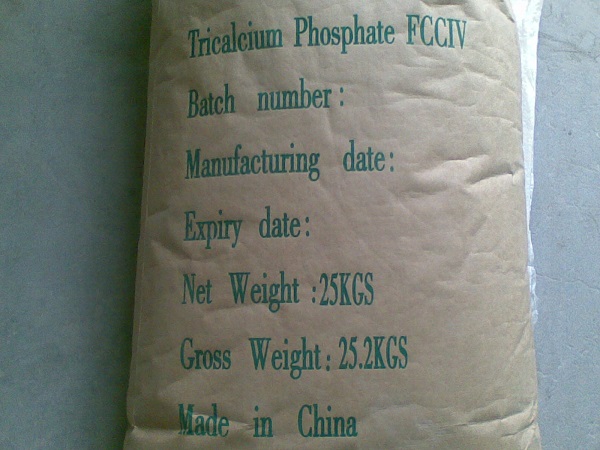 Tricalcium Phosphate FCCIV
Batch number:
Manufacturing date:
Expiry date:
Net Weight :25KGS
Gross Weight: 25.2KGS
Made in China